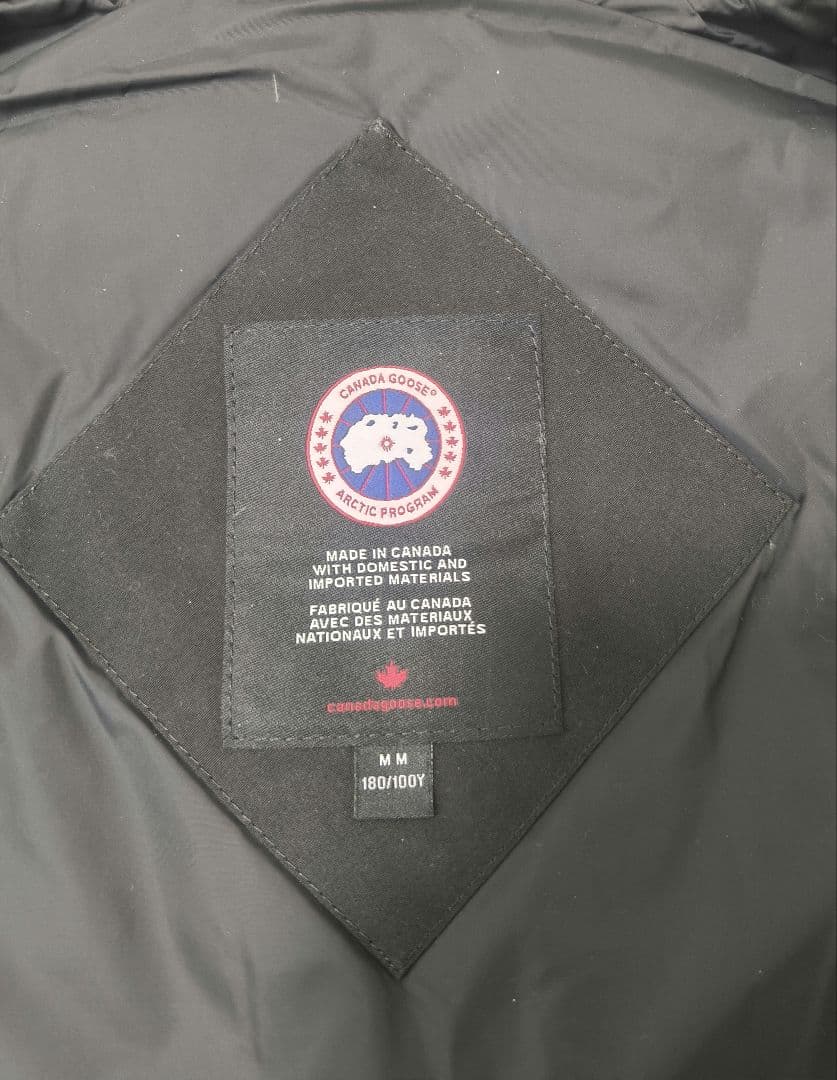 CANADA GOOSE®
ARCTIC PROGRAM
MADE IN CANADA
WITH DOMESTIC AND
IMPORTED MATERIALS
FABRIQUÉ AU CANADA
AVEC DES MATERIAUX
NATIONAUX ET IMPORTÉS
canadagoose.com
M M
180/100Y